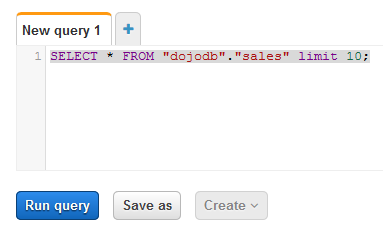 New query 1 +
1 SELECT * FROM "dojodb"."sales" limit 10;
Run query Save as Create